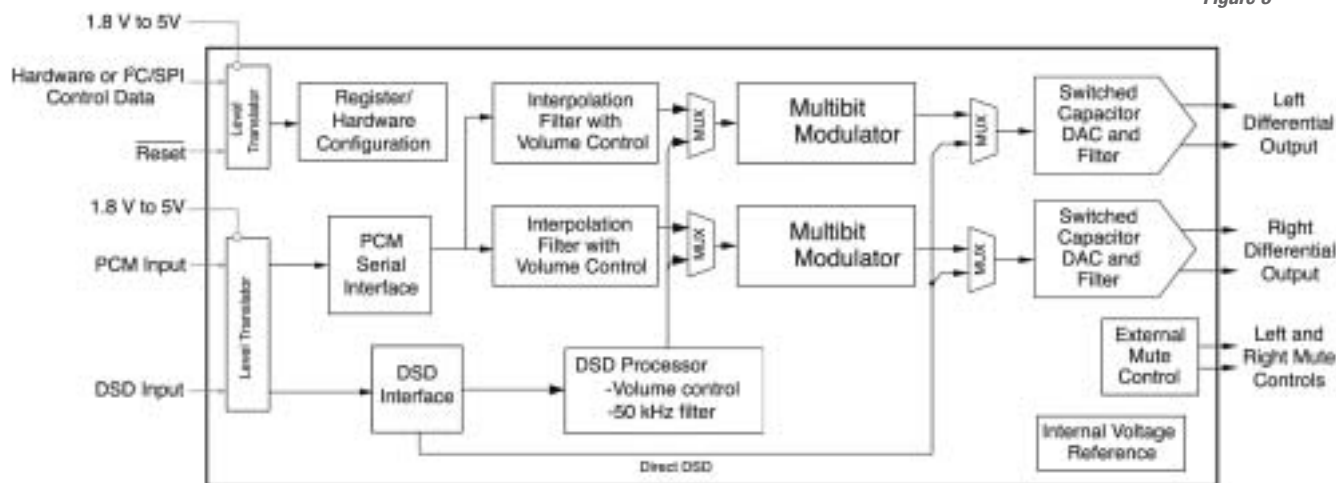 Figure 8
1.8 V to 5V
Hardware or I²C/SPI
Control Data
Reset
Level
Translator
Register/
Hardware
Configuration
Interpolation
Filter with
Volume Control
MUX
Multibit
Modulator
MUX
Switched
Capacitor
DAC and
Filter
Left
Differential
Output
1.8 V to 5V
PCM Input
DSD Input
Level Translator
PCM
Serial
Interface
Interpolation
Filter with
Volume Control
MUX
Multibit
Modulator
MUX
Switched
Capacitor
DAC and
Filter
Right
Differential
Output
DSD
Interface
DSD Processor
-Volume control
-50 kHz filter
Direct DSD
External
Mute
Control
Left and
Right Mute
Controls
Internal Voltage
Reference